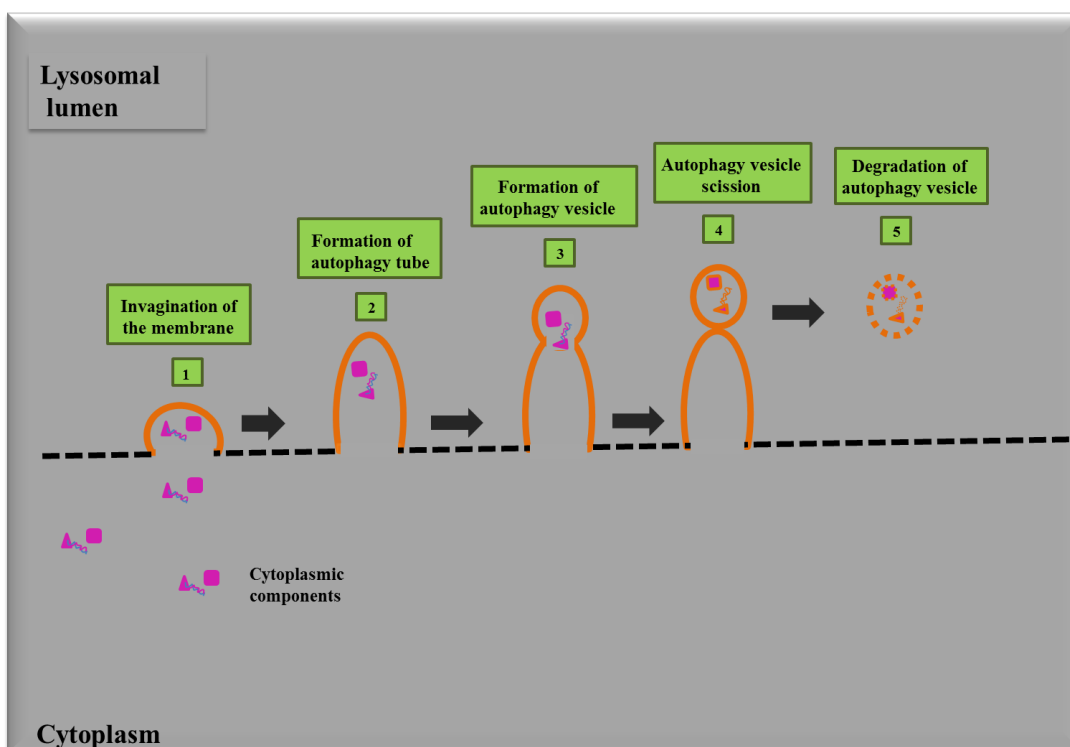 Lysosomal
lumen
Invagination of
the membrane
1
Formation of
autophagy tube
2
Formation of
autophagy vesicle
3
Autophagy vesicle
scission
4
Degradation of
autophagy vesicle
5
Cytoplasmic
components
Cytoplasm